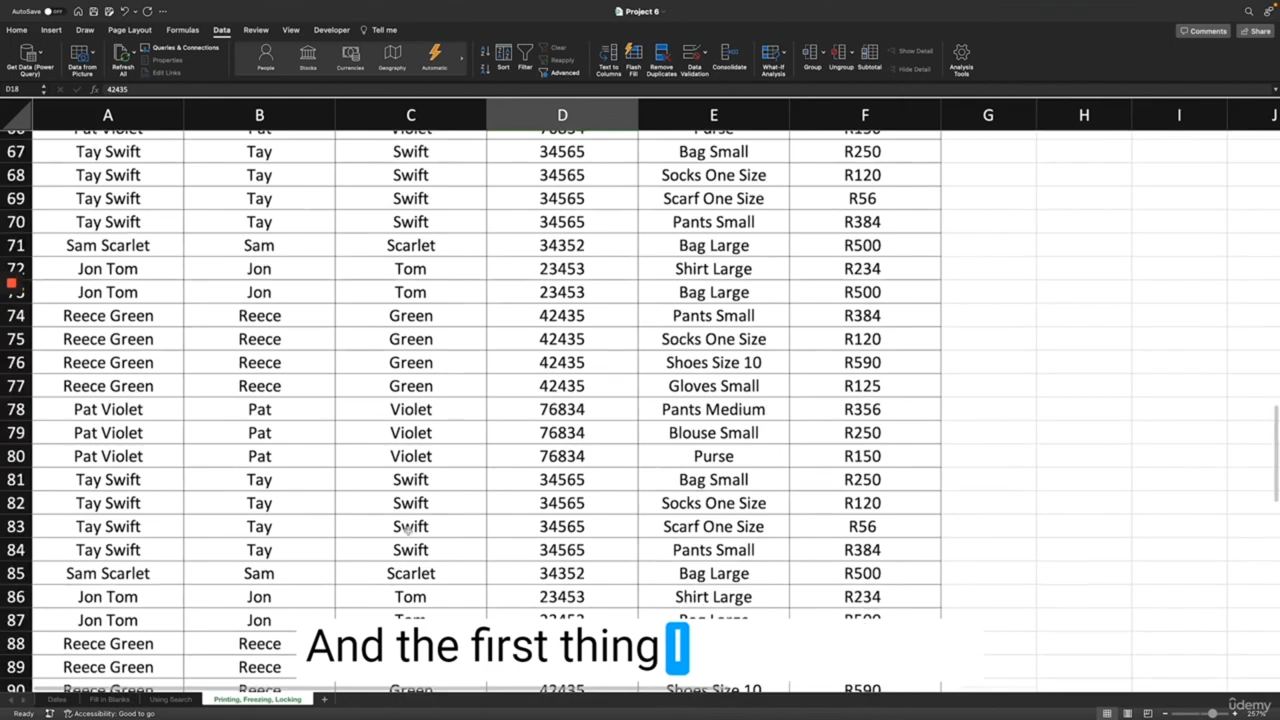 AutoSave OFF Project 6
Home Insert Draw Page Layout Formulas Data Review View Developer Tell me Comments Share
Get Data (Power Query) Data from Picture Refresh All Queries & Connections Properties Edit Links People Stocks Currencies Geography Automatic Sort Filter Clear Reapply Advanced Text to Columns Flash Fill Remove Duplicates Data Validation Consolidate What-If Analysis Group Ungroup Subtotal Show Detail Hide Detail Analysis Tools
D18 fx 42435
A B C D E F G H I J
66 Pat Violet Pat Violet 76834 Purse R150
67 Tay Swift Tay Swift 34565 Bag Small R250
68 Tay Swift Tay Swift 34565 Socks One Size R120
69 Tay Swift Tay Swift 34565 Scarf One Size R56
70 Tay Swift Tay Swift 34565 Pants Small R384
71 Sam Scarlet Sam Scarlet 34352 Bag Large R500
72 Jon Tom Jon Tom 23453 Shirt Large R234
73 Jon Tom Jon Tom 23453 Bag Large R500
74 Reece Green Reece Green 42435 Pants Small R384
75 Reece Green Reece Green 42435 Socks One Size R120
76 Reece Green Reece Green 42435 Shoes Size 10 R590
77 Reece Green Reece Green 42435 Gloves Small R125
78 Pat Violet Pat Violet 76834 Pants Medium R356
79 Pat Violet Pat Violet 76834 Blouse Small R250
80 Pat Violet Pat Violet 76834 Purse R150
81 Tay Swift Tay Swift 34565 Bag Small R250
82 Tay Swift Tay Swift 34565 Socks One Size R120
83 Tay Swift Tay Swift 34565 Scarf One Size R56
84 Tay Swift Tay Swift 34565 Pants Small R384
85 Sam Scarlet Sam Scarlet 34352 Bag Large R500
86 Jon Tom Jon Tom 23453 Shirt Large R234
87 Jon Tom Jon Tom 23453 Bag Large R500
88 Reece Green Reece
89 Reece Green Reece
And the first thing I
90 Reece Green Reece Green 42435 Shoes Size 10 R590
Dates Fill in Blanks Using Search Printing, Freezing, Locking +
Ready Accessibility: Good to go 257%
udemy